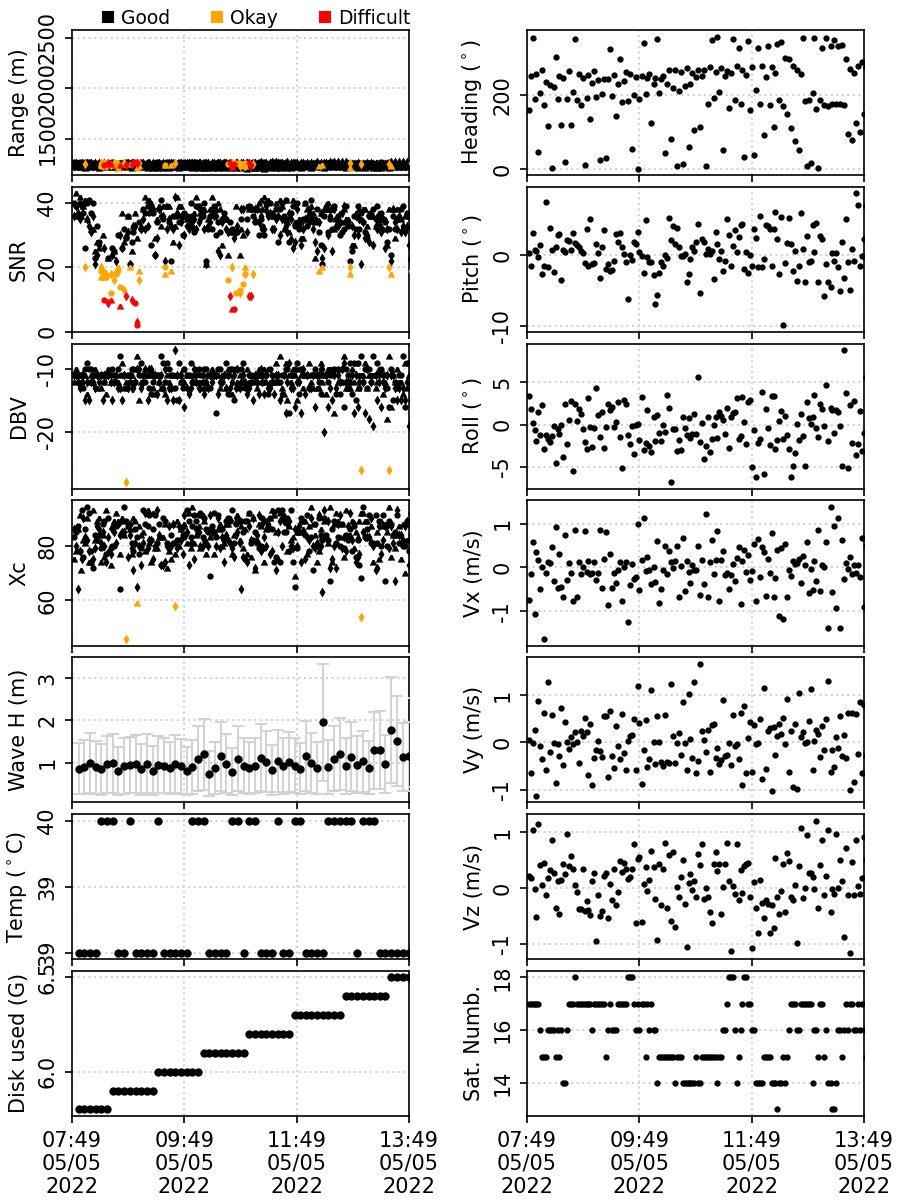 Good Okay Difficult
Range (m)
2500
2000
1500
SNR
40
20
0
DBV
-10
-20
Xc
80
60
Wave H (m)
3
2
1
Temp (°C)
40
39
39
Disk used (G)
6.5
6.0
07:49 09:49 11:49 13:49
05/05 05/05 05/05 05/05
2022 2022 2022 2022
Heading (°)
200
0
Pitch (°)
0
-10
Roll (°)
5
0
-5
Vx (m/s)
1
0
-1
Vy (m/s)
1
0
-1
Vz (m/s)
1
0
-1
Sat. Numb.
18
16
14
07:49 09:49 11:49 13:49
05/05 05/05 05/05 05/05
2022 2022 2022 2022